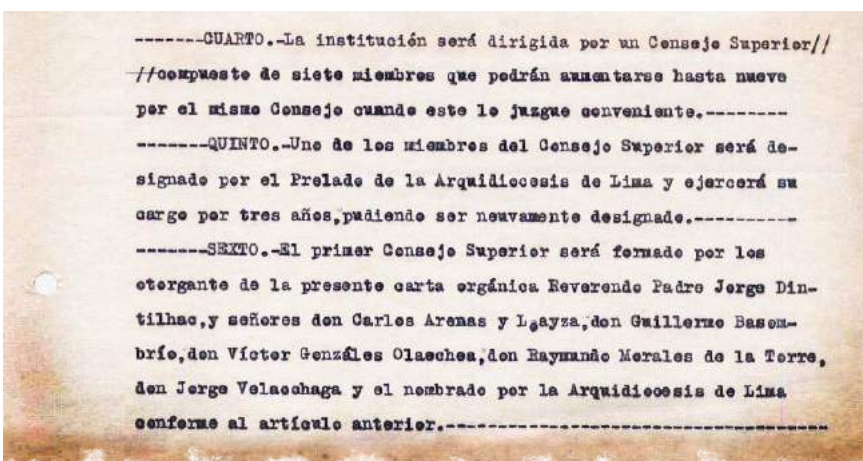 -------CUARTO.-La institución será dirigida por un Consejo Superior//
//compuesto de siete miembros que podrán aumentarse hasta nueve
por el mismo Consejo cuando este lo juzgue conveniente.--------
-------QUINTO.-Uno de los miembros del Consejo Superior será de-
signado por el Prelado de la Arquidiocesis de Lima y ejercerá su
cargo por tres años,pudiendo ser neuvamente designado.----------
-------SEXTO.-El primer Consejo Superior será formado por los
otorgante de la presente carta orgánica Reverendo Padre Jorge Din-
tilhac,y señores don Carlos Arenas y Loayza,don Guillermo Basom-
brío,don Víctor Gonzáles Olaechea,don Raymundo Morales de la Torre,
don Jorge Velaochaga y el nombrado por la Arquidiocesis de Lima
conforme al artículo anterior.-------------------------------------